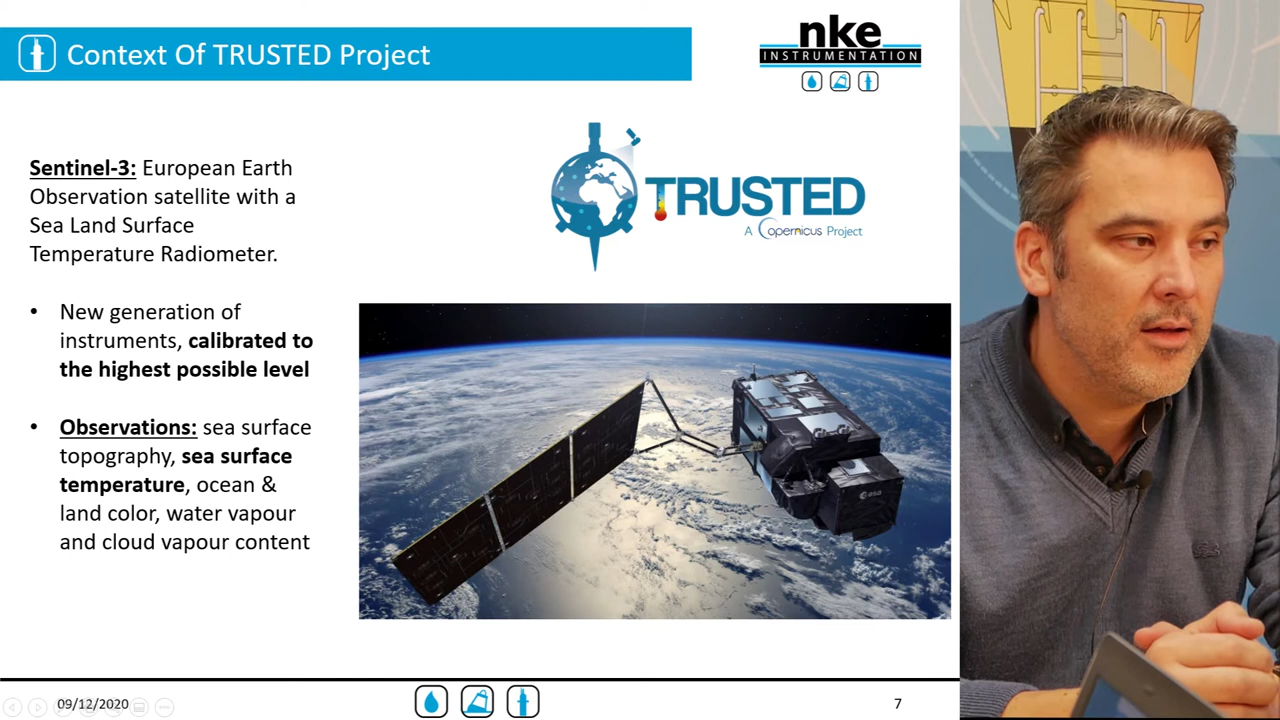 Context Of TRUSTED Project
nke
INSTRUMENTATION
Sentinel-3: European Earth
Observation satellite with a
Sea Land Surface
Temperature Radiometer.
• New generation of
instruments, calibrated to
the highest possible level
• Observations: sea surface
topography, sea surface
temperature, ocean &
land color, water vapour
and cloud vapour content
TRUSTED
A Copernicus Project
esa
09/12/2020
7